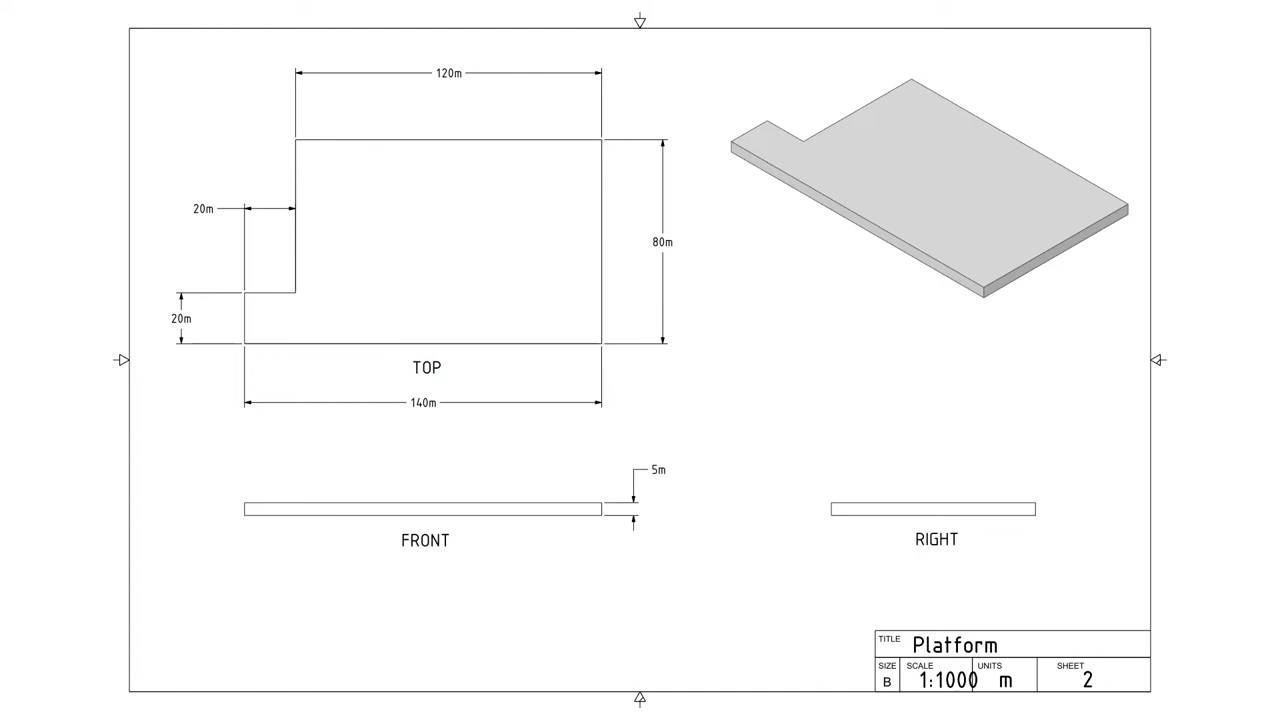 120m
20m
80m
20m
TOP
140m
5m
FRONT
RIGHT
TITLE Platform
SIZE SCALE UNITS SHEET
B 1:1000 m 2